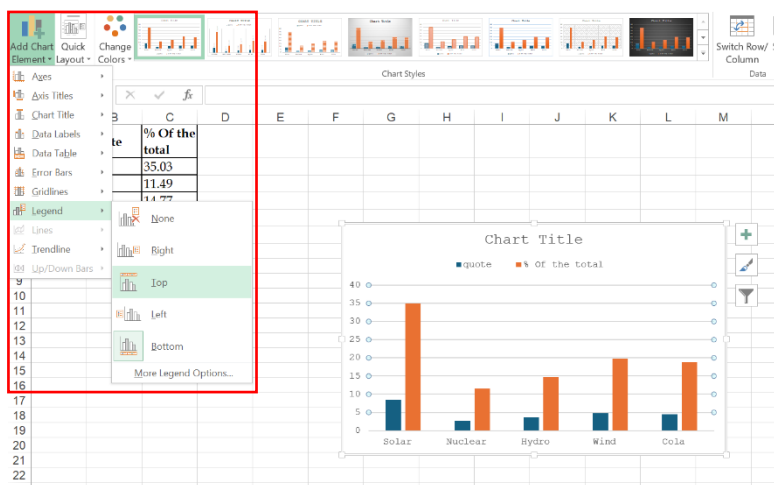 Add Chart Element
Quick Layout
Change Colors
Chart Styles
Switch Row/ Column
Data
Axes
Axis Titles
Chart Title
Data Labels
Data Table
Error Bars
Gridlines
Legend
Lines
Trendline
Up/Down Bars
None
Right
Top
Left
Bottom
More Legend Options...
fx
B C D E F G H I J K L M
te
% Of the
total
35.03
11.49
14.77
9
10
11
12
13
14
15
16
17
18
19
20
21
22
Chart Title
quote % Of the total
40
35
30
25
20
15
10
5
0
Solar Nuclear Hydro Wind Cola